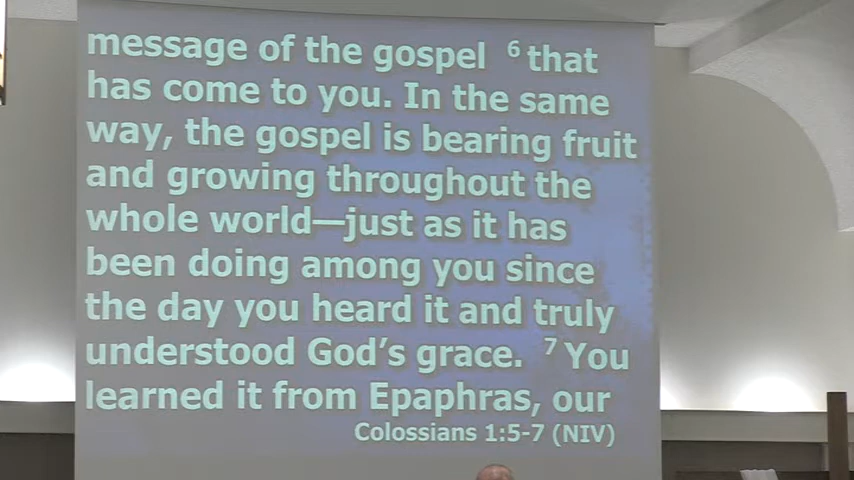 message of the gospel 6 that
has come to you. In the same
way, the gospel is bearing fruit
and growing throughout the
whole world—just as it has
been doing among you since
the day you heard it and truly
understood God’s grace. 7 You
learned it from Epaphras, our
Colossians 1:5-7 (NIV)